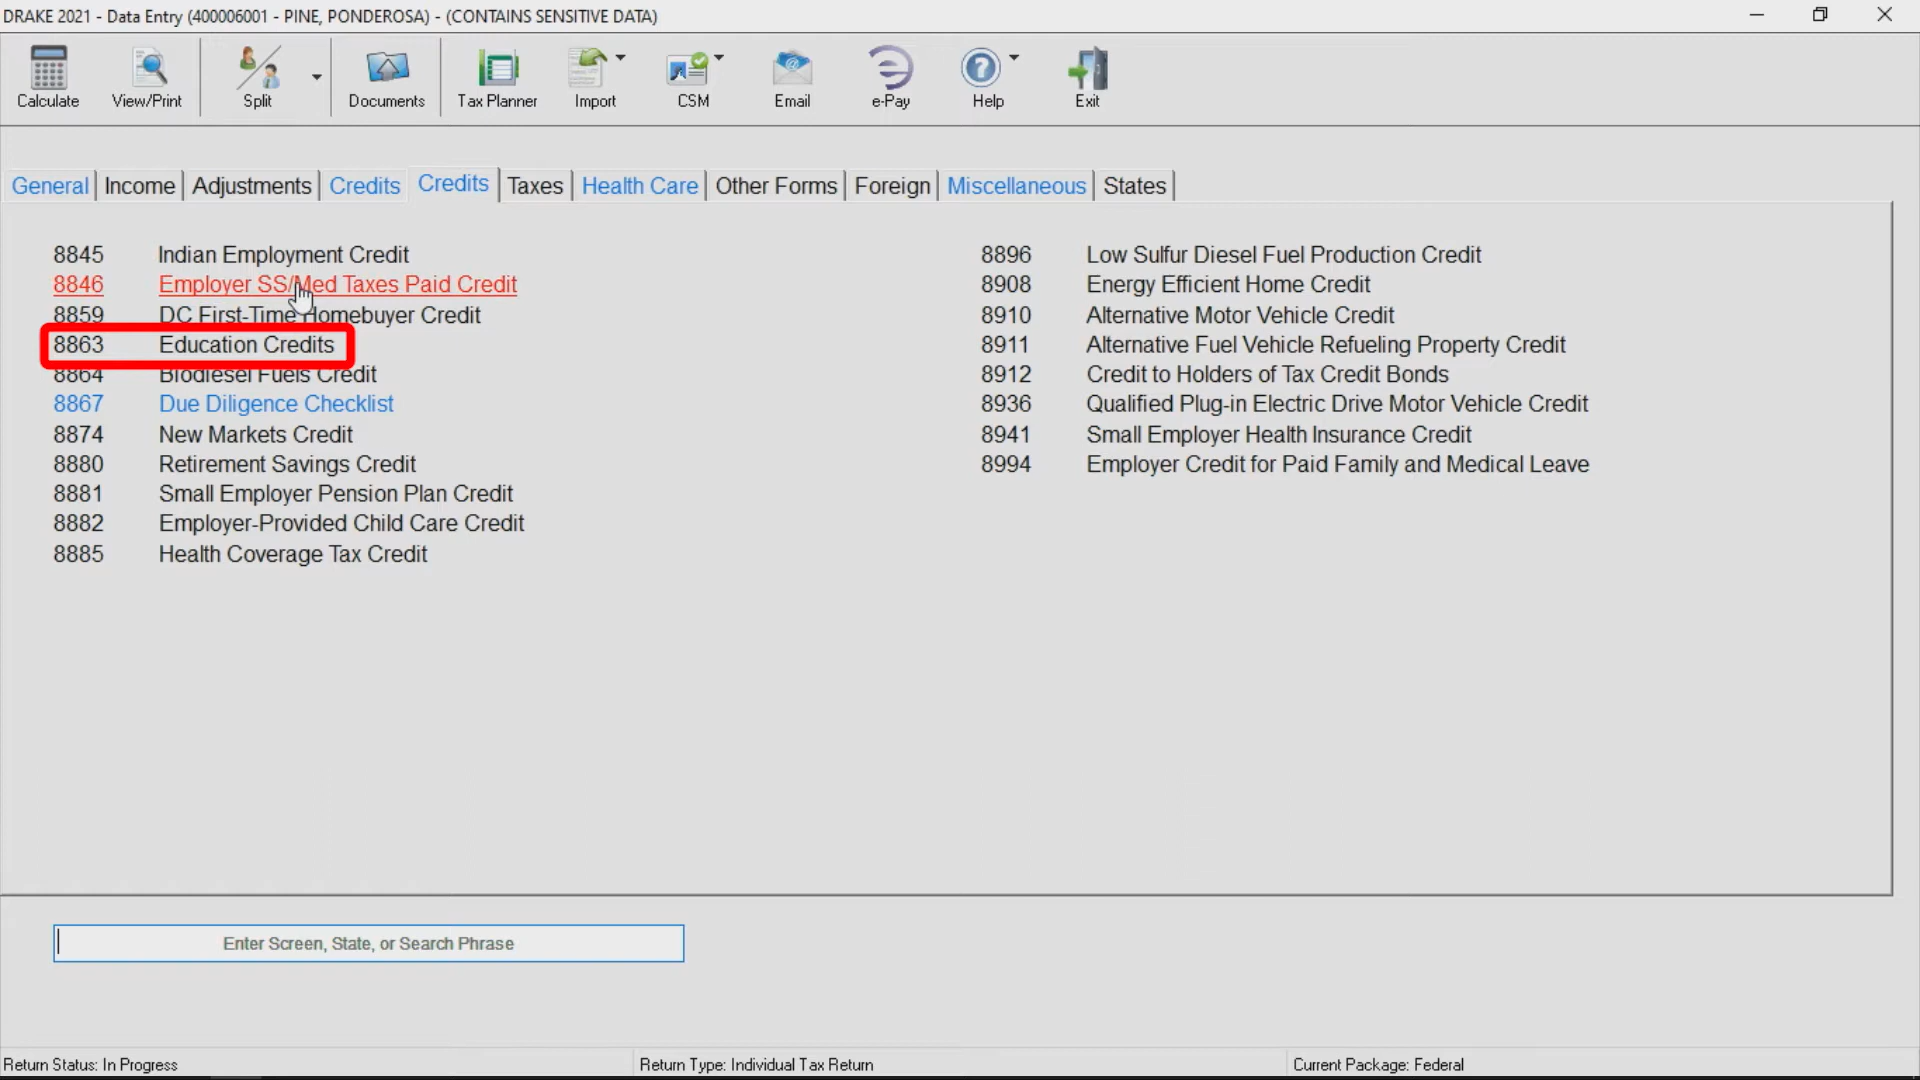 DRAKE 2021 - Data Entry (400006001 - PINE, PONDEROSA) - (CONTAINS SENSITIVE DATA)
Calculate View/Print Split Documents Tax Planner Import CSM Email e-Pay Help Exit
General Income Adjustments Credits Credits Taxes Health Care Other Forms Foreign Miscellaneous States
8845 Indian Employment Credit
8846 Employer SS/Med Taxes Paid Credit
8859 DC First-Time Homebuyer Credit
8863 Education Credits
8864 Biodiesel Fuels Credit
8867 Due Diligence Checklist
8874 New Markets Credit
8880 Retirement Savings Credit
8881 Small Employer Pension Plan Credit
8882 Employer-Provided Child Care Credit
8885 Health Coverage Tax Credit
8896 Low Sulfur Diesel Fuel Production Credit
8908 Energy Efficient Home Credit
8910 Alternative Motor Vehicle Credit
8911 Alternative Fuel Vehicle Refueling Property Credit
8912 Credit to Holders of Tax Credit Bonds
8936 Qualified Plug-in Electric Drive Motor Vehicle Credit
8941 Small Employer Health Insurance Credit
8994 Employer Credit for Paid Family and Medical Leave
Enter Screen, State, or Search Phrase
Return Status: In Progress Return Type: Individual Tax Return Current Package: Federal